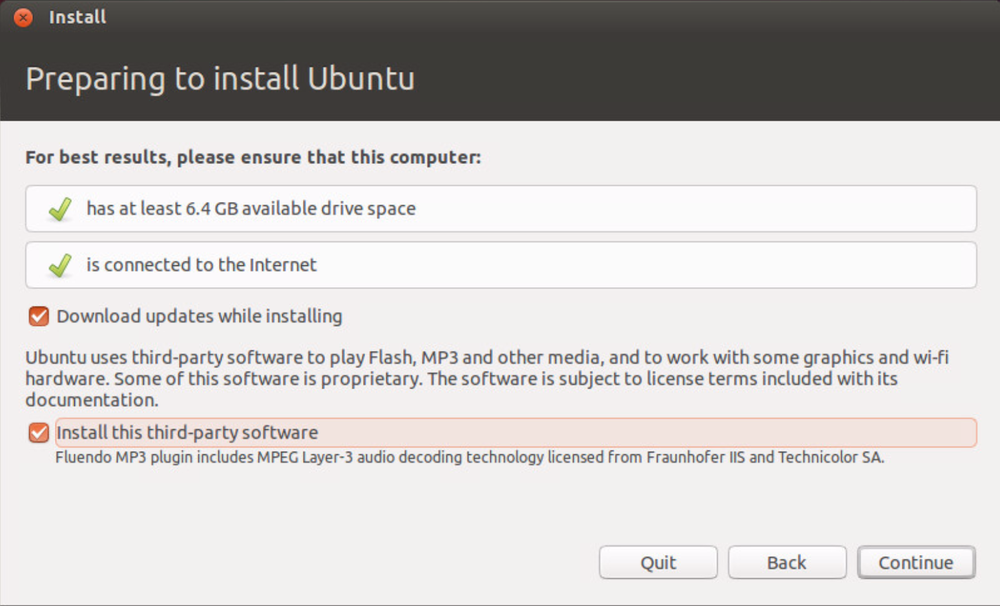 Install
Preparing to install Ubuntu
For best results, please ensure that this computer:
has at least 6.4 GB available drive space
is connected to the Internet
Download updates while installing
Ubuntu uses third-party software to play Flash, MP3 and other media, and to work with some graphics and wi-fi
hardware. Some of this software is proprietary. The software is subject to license terms included with its
documentation.
Install this third-party software
Fluendo MP3 plugin includes MPEG Layer-3 audio decoding technology licensed from Fraunhofer IIS and Technicolor SA.
Quit
Back
Continue